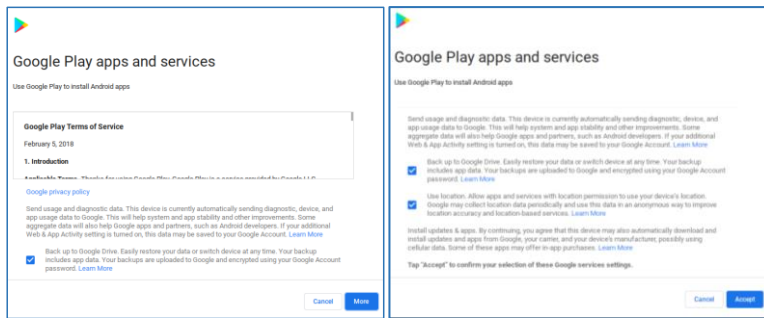 Google Play apps and services
Use Google Play to install Android apps
Google Play Terms of Service
February 5, 2018
1. Introduction
Applicable Terms. Thanks for using Google Play. Google Play is a service provided by Google LLC
Google privacy policy
Send usage and diagnostic data. This device is currently automatically sending diagnostic, device, and
app usage data to Google. This will help system and app stability and other improvements. Some
aggregate data will also help Google apps and partners, such as Android developers. If your additional
Web & App Activity setting is turned on, this data may be saved to your Google Account. Learn More
Back up to Google Drive. Easily restore your data or switch device at any time. Your backup
includes app data. Your backups are uploaded to Google and encrypted using your Google Account
password. Learn More
Cancel
More
Google Play apps and services
Use Google Play to install Android apps
Send usage and diagnostic data. This device is currently automatically sending diagnostic, device, and
app usage data to Google. This will help system and app stability and other improvements. Some
aggregate data will also help Google apps and partners, such as Android developers. If your additional
Web & App Activity setting is turned on, this data may be saved to your Google Account. Learn More
Back up to Google Drive. Easily restore your data or switch device at any time. Your backup
includes app data. Your backups are uploaded to Google and encrypted using your Google Account
password. Learn More
Use location. Allow apps and services with location permission to use your device's location.
Google may collect location data periodically and use this data in an anonymous way to improve
location accuracy and location-based services. Learn More
Install updates & apps. By continuing, you agree that this device may also automatically download and
install updates and apps from Google, your carrier, and your device's manufacturer, possibly using
cellular data. Some of these apps may offer in-app purchases. Learn More
Tap "Accept" to confirm your selection of these Google services settings.
Cancel
Accept